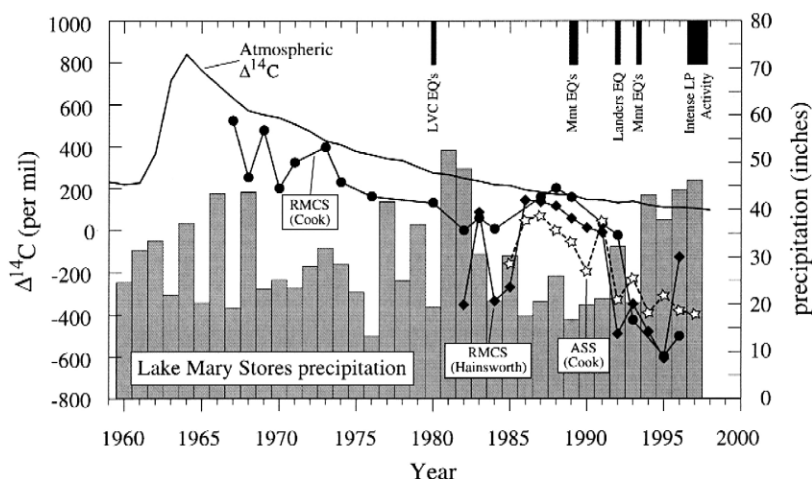 1000
800
600
400
200
0
-200
-400
-600
-800
Δ¹⁴C (per mil)
Atmospheric
Δ¹⁴C
RMCS
(Cook)
RMCS
(Hainsworth)
ASS
(Cook)
Lake Mary Stores precipitation
LVC EQ's
Mmt EQ's
Landers EQ
Mmt EQ's
Intense LP
Activity
80
70
60
50
40
30
20
10
0
precipitation (inches)
1960 1965 1970 1975 1980 1985 1990 1995 2000
Year